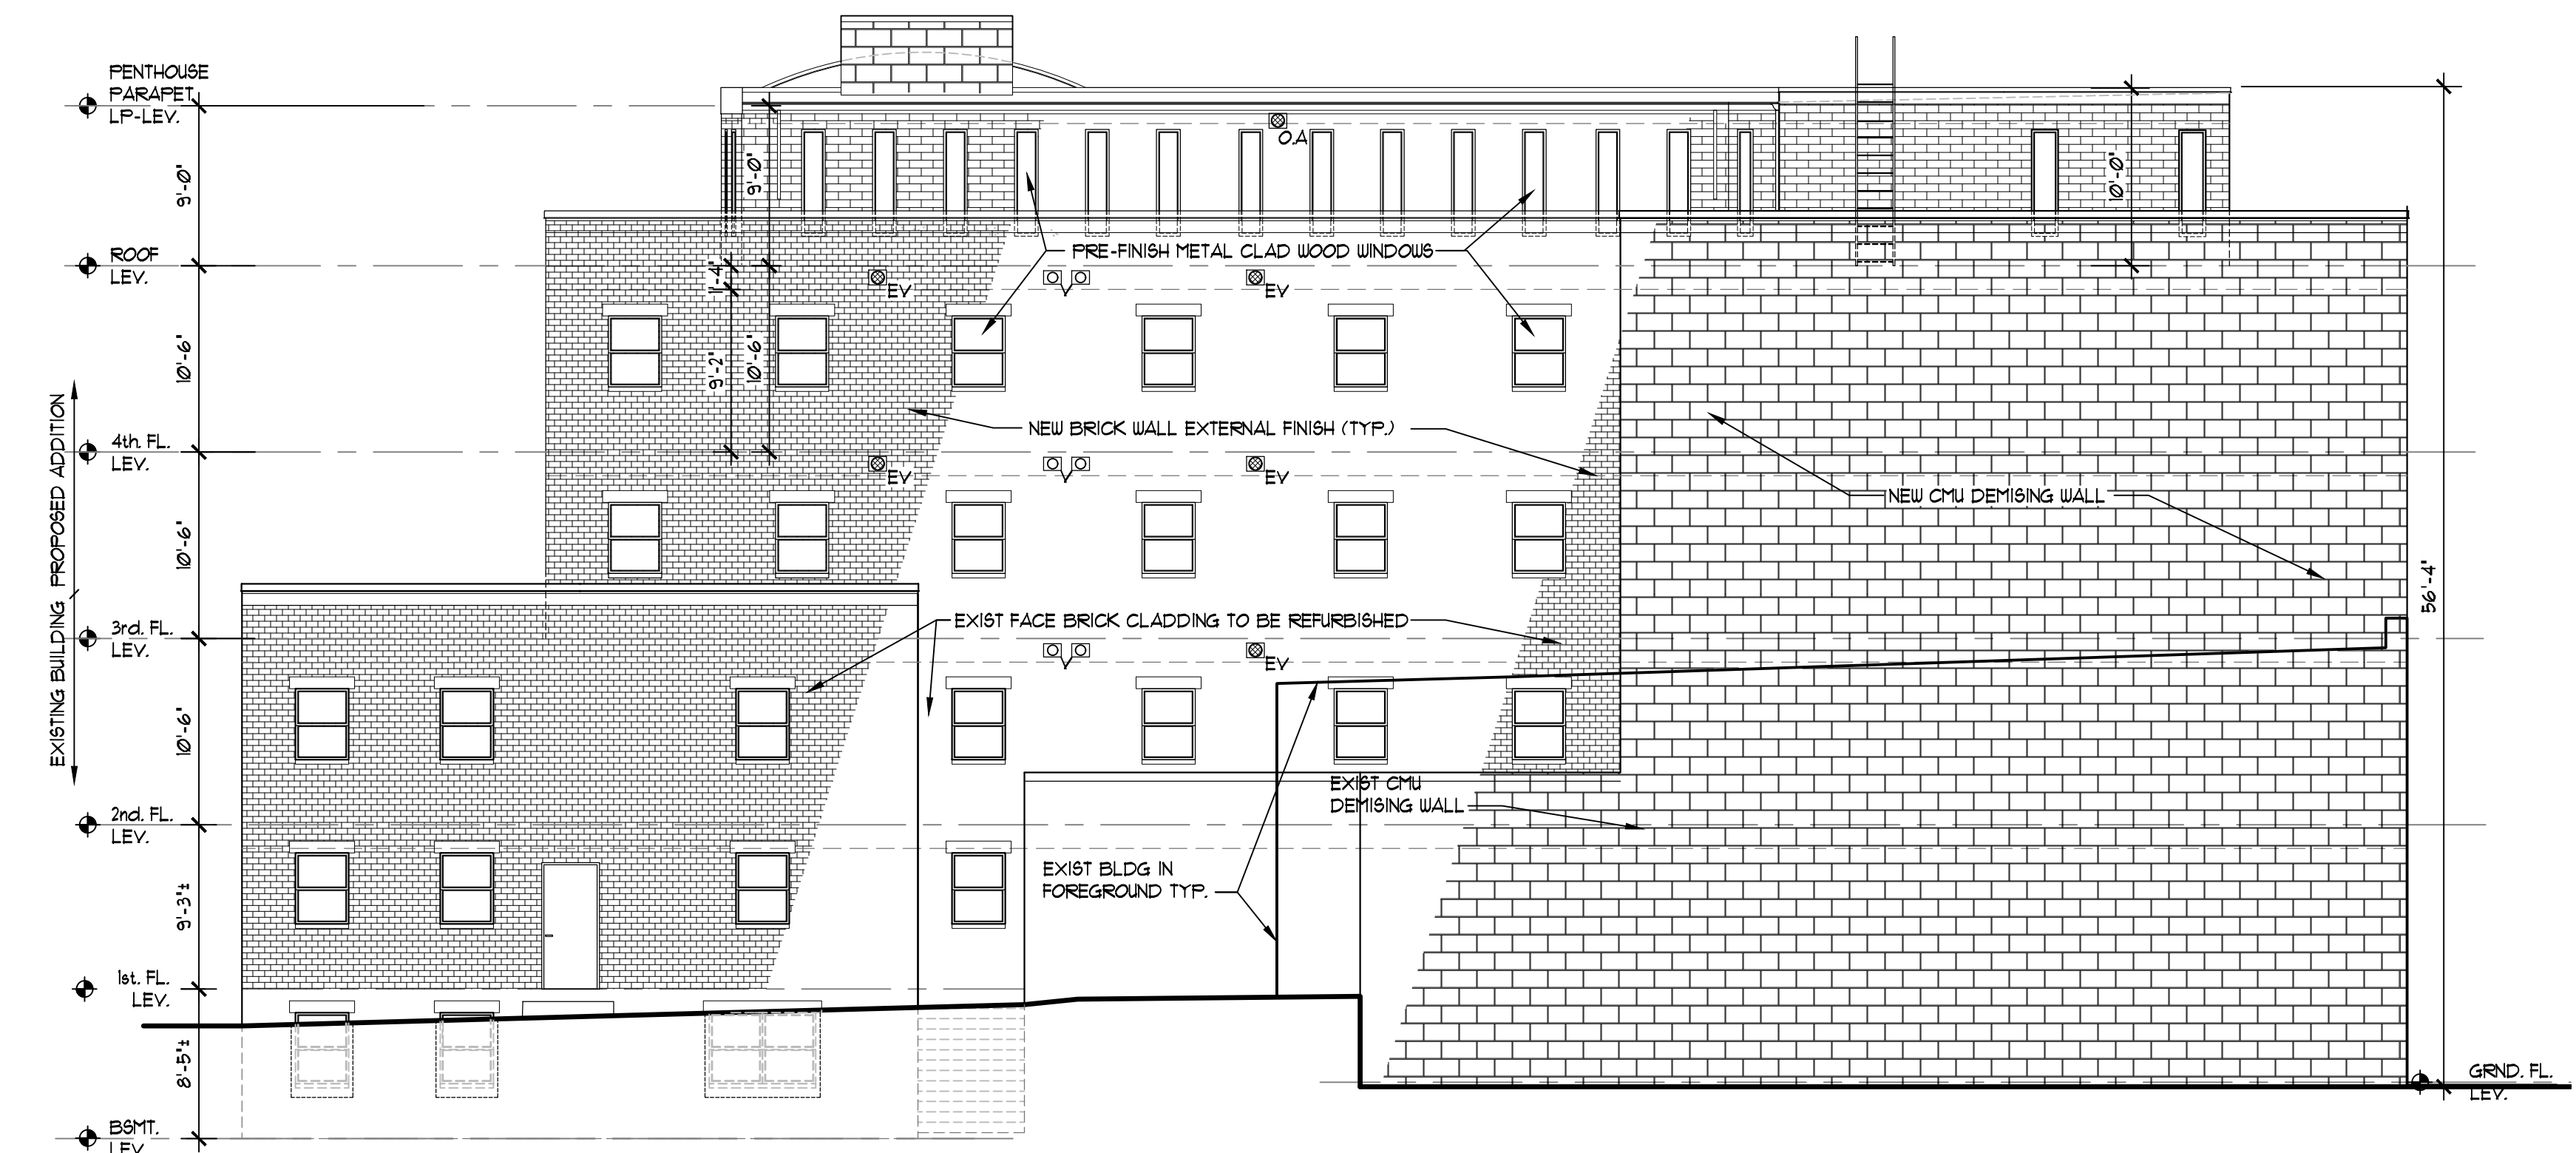 PENTHOUSE
PARAPET
LP-LEV.
9'-0"
ROOF
LEV.
10'-6"
4th. FL.
LEV.
10'-6"
3rd. FL.
LEV.
10'-6"
2nd. FL.
LEV.
9'-3"±
1st. FL.
LEV.
8'-5"±
BSMT.
LEV.
PROPOSED ADDITION
EXISTING BUILDING
9'-0"
1'-4"
9'-2"
10'-6"
O.A
10'-0"
PRE-FINISH METAL CLAD WOOD WINDOWS
EV
V
EV
NEW BRICK WALL EXTERNAL FINISH (TYP.)
EV
V
EV
NEW CMU DEMISING WALL
EXIST FACE BRICK CLADDING TO BE REFURBISHED
V
EV
EXIST CMU
DEMISING WALL
EXIST BLDG IN
FOREGROUND TYP.
56'-4"
GRND. FL.
LEV.